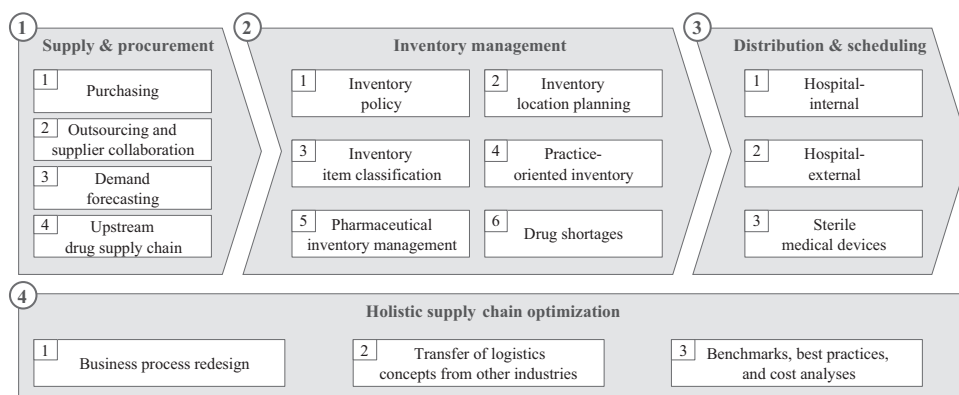 1
Supply & procurement
1
Purchasing
2
Outsourcing and
supplier collaboration
3
Demand
forecasting
4
Upstream
drug supply chain
2
Inventory management
1
Inventory
policy
2
Inventory
location planning
3
Inventory
item classification
4
Practice-
oriented inventory
5
Pharmaceutical
inventory management
6
Drug shortages
3
Distribution & scheduling
1
Hospital-
internal
2
Hospital-
external
3
Sterile
medical devices
4
Holistic supply chain optimization
1
Business process redesign
2
Transfer of logistics
concepts from other industries
3
Benchmarks, best practices,
and cost analyses